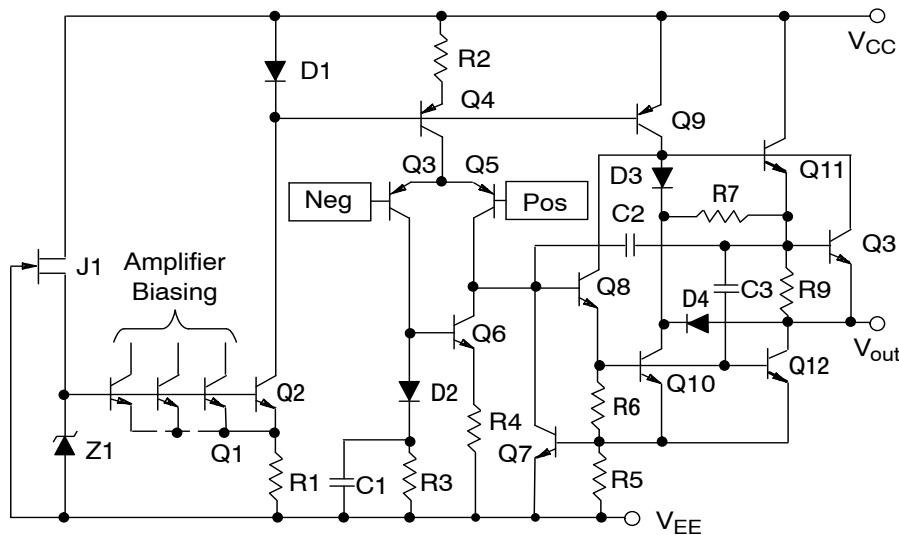 V_CC
D1
R2
Q4
Q9
Q3
Q5
D3
Q11
R7
Neg
Pos
C2
Q3
J1
Amplifier
Biasing
Q8
C3
R9
D4
Q6
V_out
Q2
D2
Q10
Q12
R4
R6
Z1
Q1
Q7
R1
C1
R3
R5
V_EE